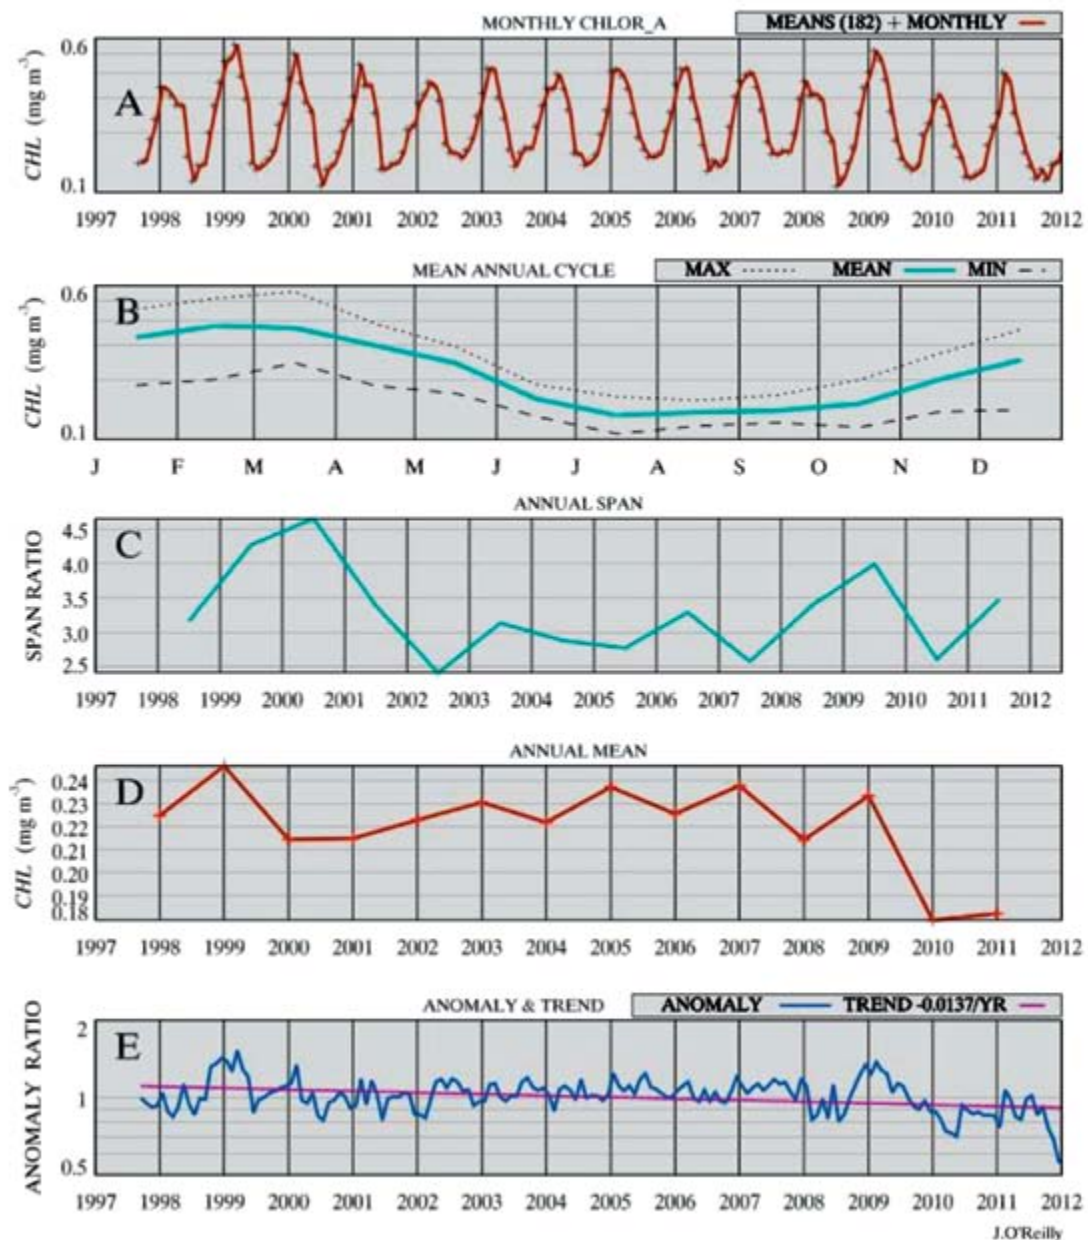 MONTHLY CHLOR_A MEANS (182) + MONTHLY
CHL (mg m-3)
A
0.6
0.1
1997 1998 1999 2000 2001 2002 2003 2004 2005 2006 2007 2008 2009 2010 2011 2012
MEAN ANNUAL CYCLE MAX MEAN MIN
CHL (mg m-3)
B
0.6
0.1
J F M A M J J A S O N D
ANNUAL SPAN
SPAN RATIO
C
4.5
4.0
3.5
3.0
2.5
1997 1998 1999 2000 2001 2002 2003 2004 2005 2006 2007 2008 2009 2010 2011 2012
ANNUAL MEAN
CHL (mg m-3)
D
0.24
0.23
0.22
0.21
0.20
0.19
0.18
1997 1998 1999 2000 2001 2002 2003 2004 2005 2006 2007 2008 2009 2010 2011 2012
ANOMALY & TREND ANOMALY TREND -0.0137/YR
ANOMALY RATIO
E
2
1
0.5
1997 1998 1999 2000 2001 2002 2003 2004 2005 2006 2007 2008 2009 2010 2011 2012
J.O'Reilly